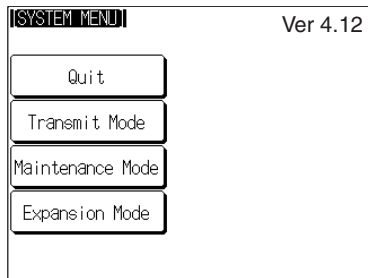 [SYSTEM MENU]
Ver 4.12
Quit
Transmit Mode
Maintenance Mode
Expansion Mode